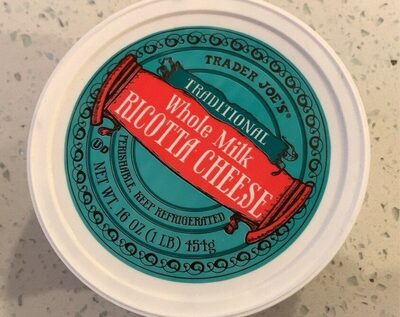 TRADER JOE'S®
TRADITIONAL
Whole Milk
RICOTTA CHEESE
PERISHABLE, KEEP REFRIGERATED
NET WT. 16 OZ (1 LB) 454g